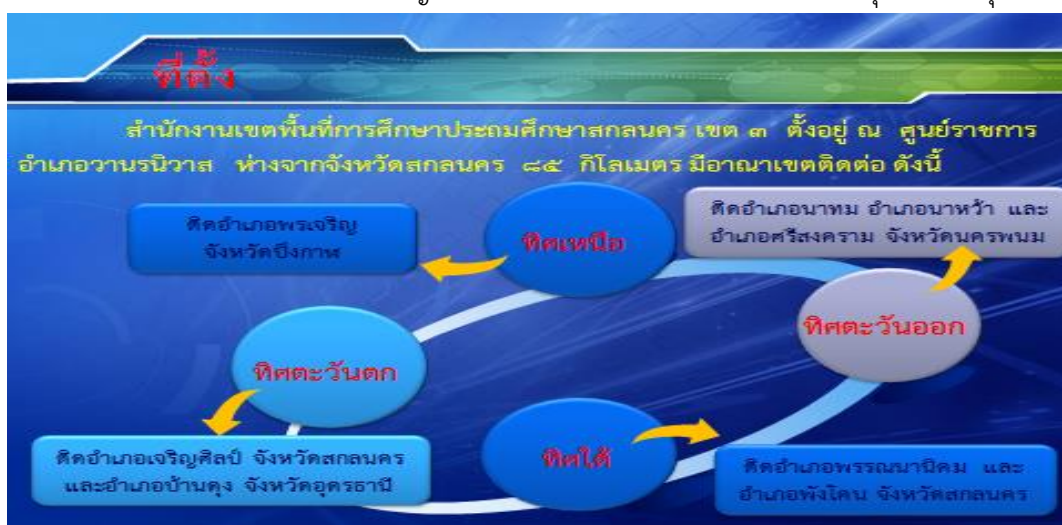 ที่ตั้ง
สำนักงานเขตพื้นที่การศึกษาประถมศึกษาสกลนคร เขต ๓ ตั้งอยู่ ณ ศูนย์ราชการ
อำเภอวานรนิวาส ห่างจากจังหวัดสกลนคร ๘๕ กิโลเมตร มีอาณาเขตติดต่อ ดังนี้
ทิศเหนือ
ติดอำเภอพรเจริญ
จังหวัดบึงกาฬ
ทิศตะวันออก
ติดอำเภอนาทม อำเภอนาหว้า และ
อำเภอศรีสงคราม จังหวัดนครพนม
ทิศตะวันตก
ติดอำเภอเจริญศิลป์ จังหวัดสกลนคร
และอำเภอบ้านดุง จังหวัดอุดรธานี
ทิศใต้
ติดอำเภอพรรณนานิคม และ
อำเภอพังโคน จังหวัดสกลนคร